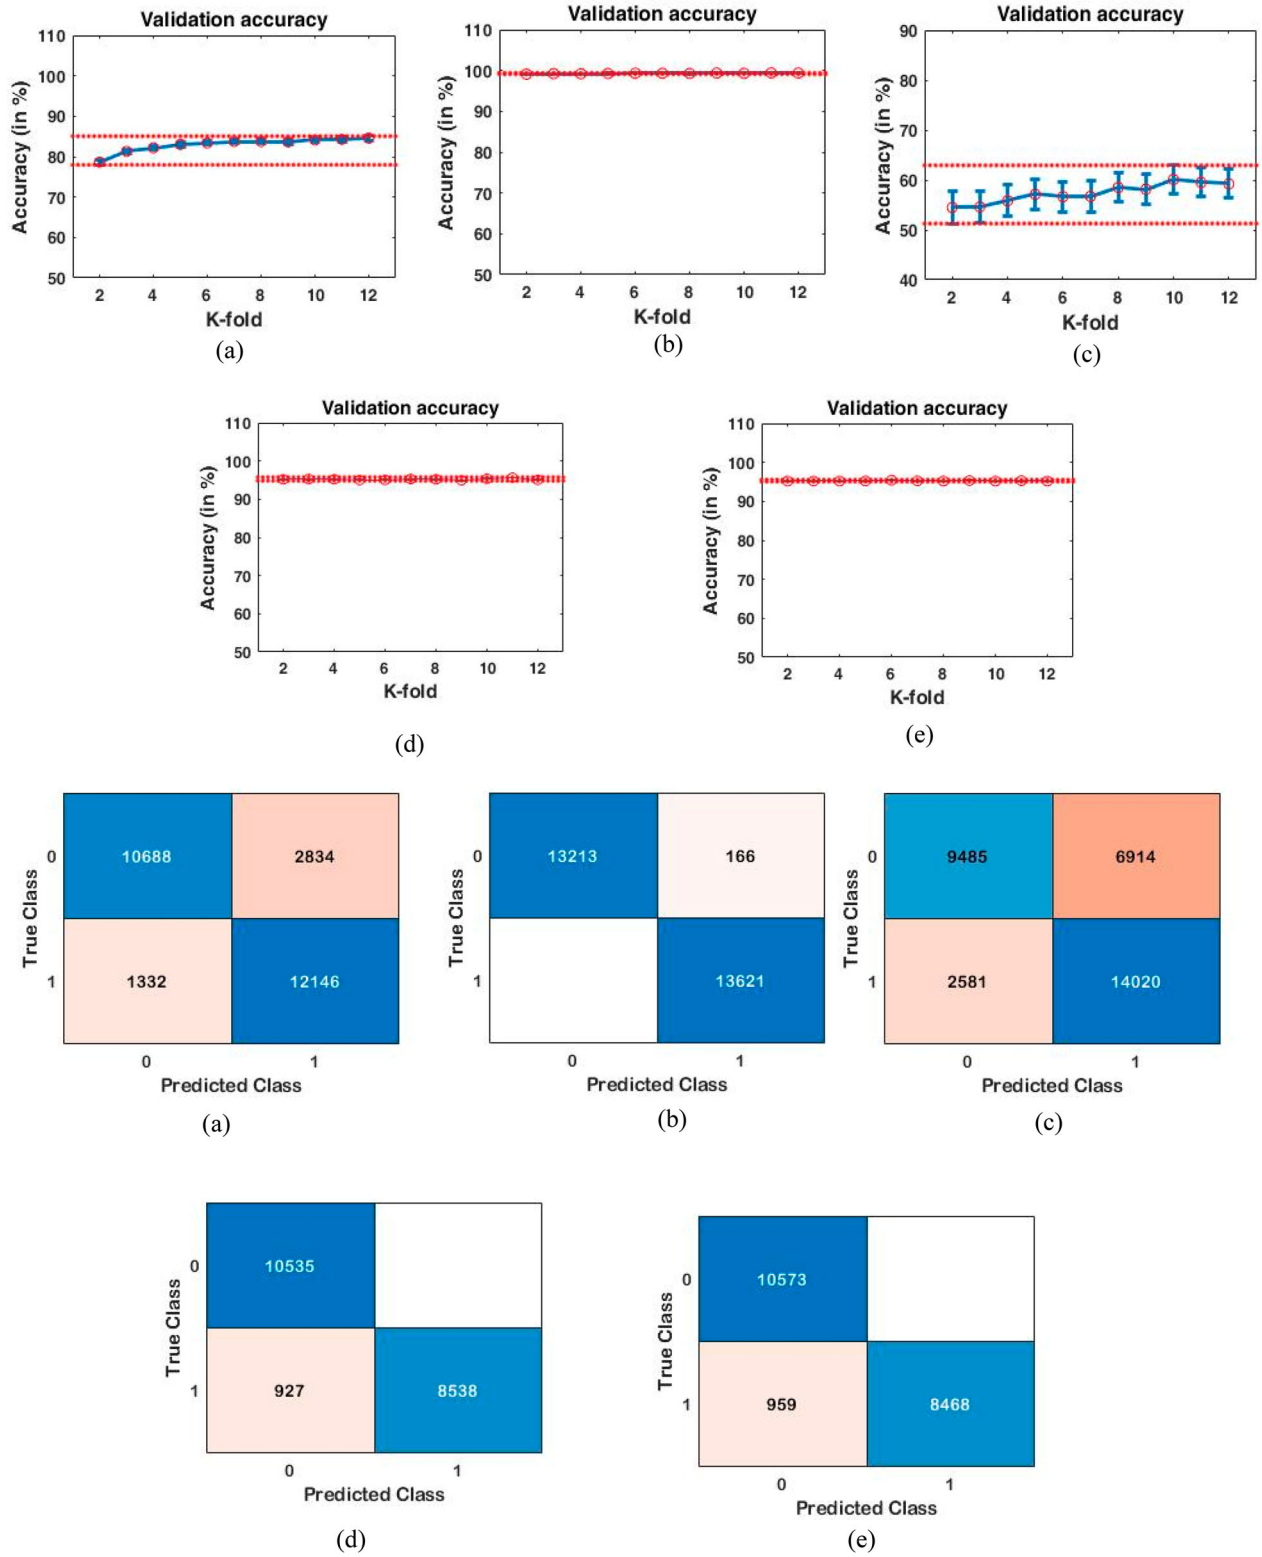 Validation accuracy
110
100
90
80
70
60
50
Accuracy (in %)
2 4 6 8 10 12
K-fold
(a)
Validation accuracy
110
100
90
80
70
60
50
Accuracy (in %)
2 4 6 8 10 12
K-fold
(b)
Validation accuracy
90
80
70
60
50
40
Accuracy (in %)
2 4 6 8 10 12
K-fold
(c)
Validation accuracy
110
100
90
80
70
60
50
Accuracy (in %)
2 4 6 8 10 12
K-fold
(d)
Validation accuracy
110
100
90
80
70
60
50
Accuracy (in %)
2 4 6 8 10 12
K-fold
(e)
True Class
0 10688 2834
1 1332 12146
0 1
Predicted Class
(a)
True Class
0 13213 166
1 13621
0 1
Predicted Class
(b)
True Class
0 9485 6914
1 2581 14020
0 1
Predicted Class
(c)
True Class
0 10535
1 927 8538
0 1
Predicted Class
(d)
True Class
0 10573
1 959 8468
0 1
Predicted Class
(e)